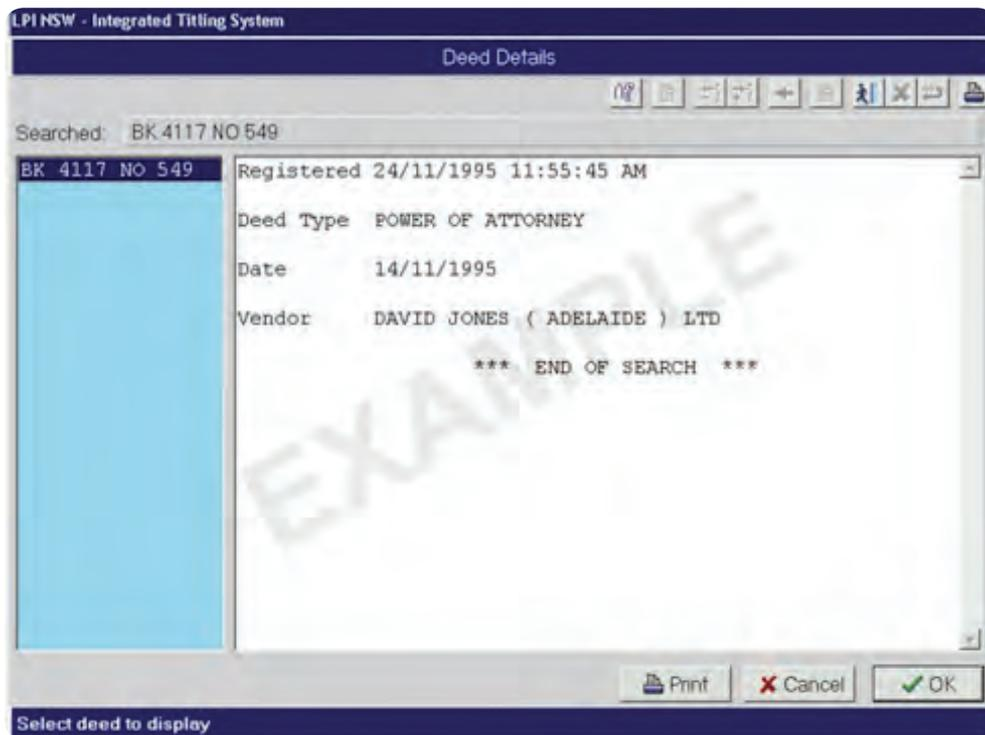 LPI NSW - Integrated Titling System
Deed Details
Searched: BK 4117 NO 549
BK 4117 NO 549
Registered 24/11/1995 11:55:45 AM
Deed Type POWER OF ATTORNEY
Date 14/11/1995
Vendor DAVID JONES ( ADELAIDE ) LTD
*** END OF SEARCH ***
EXAMPLE
Print Cancel OK
Select deed to display